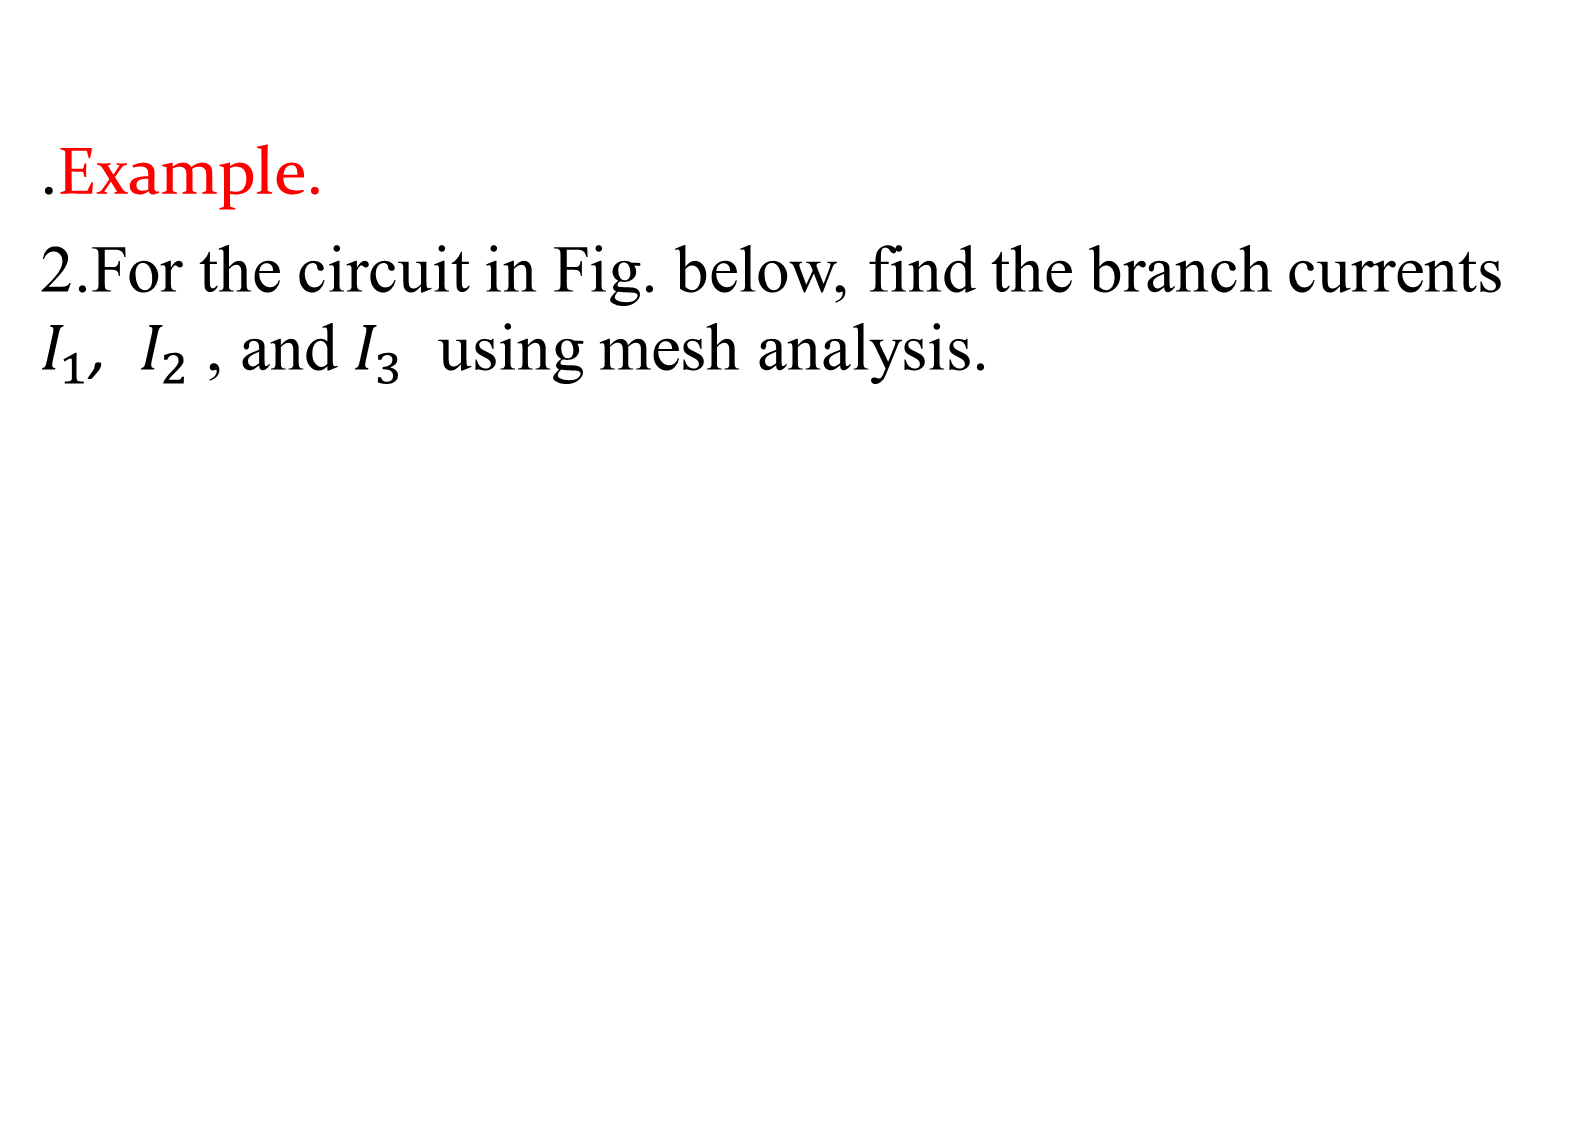 .Example.
2.For the circuit in Fig. below, find the branch currents
𝐼₁, 𝐼₂ , and 𝐼₃ using mesh analysis.